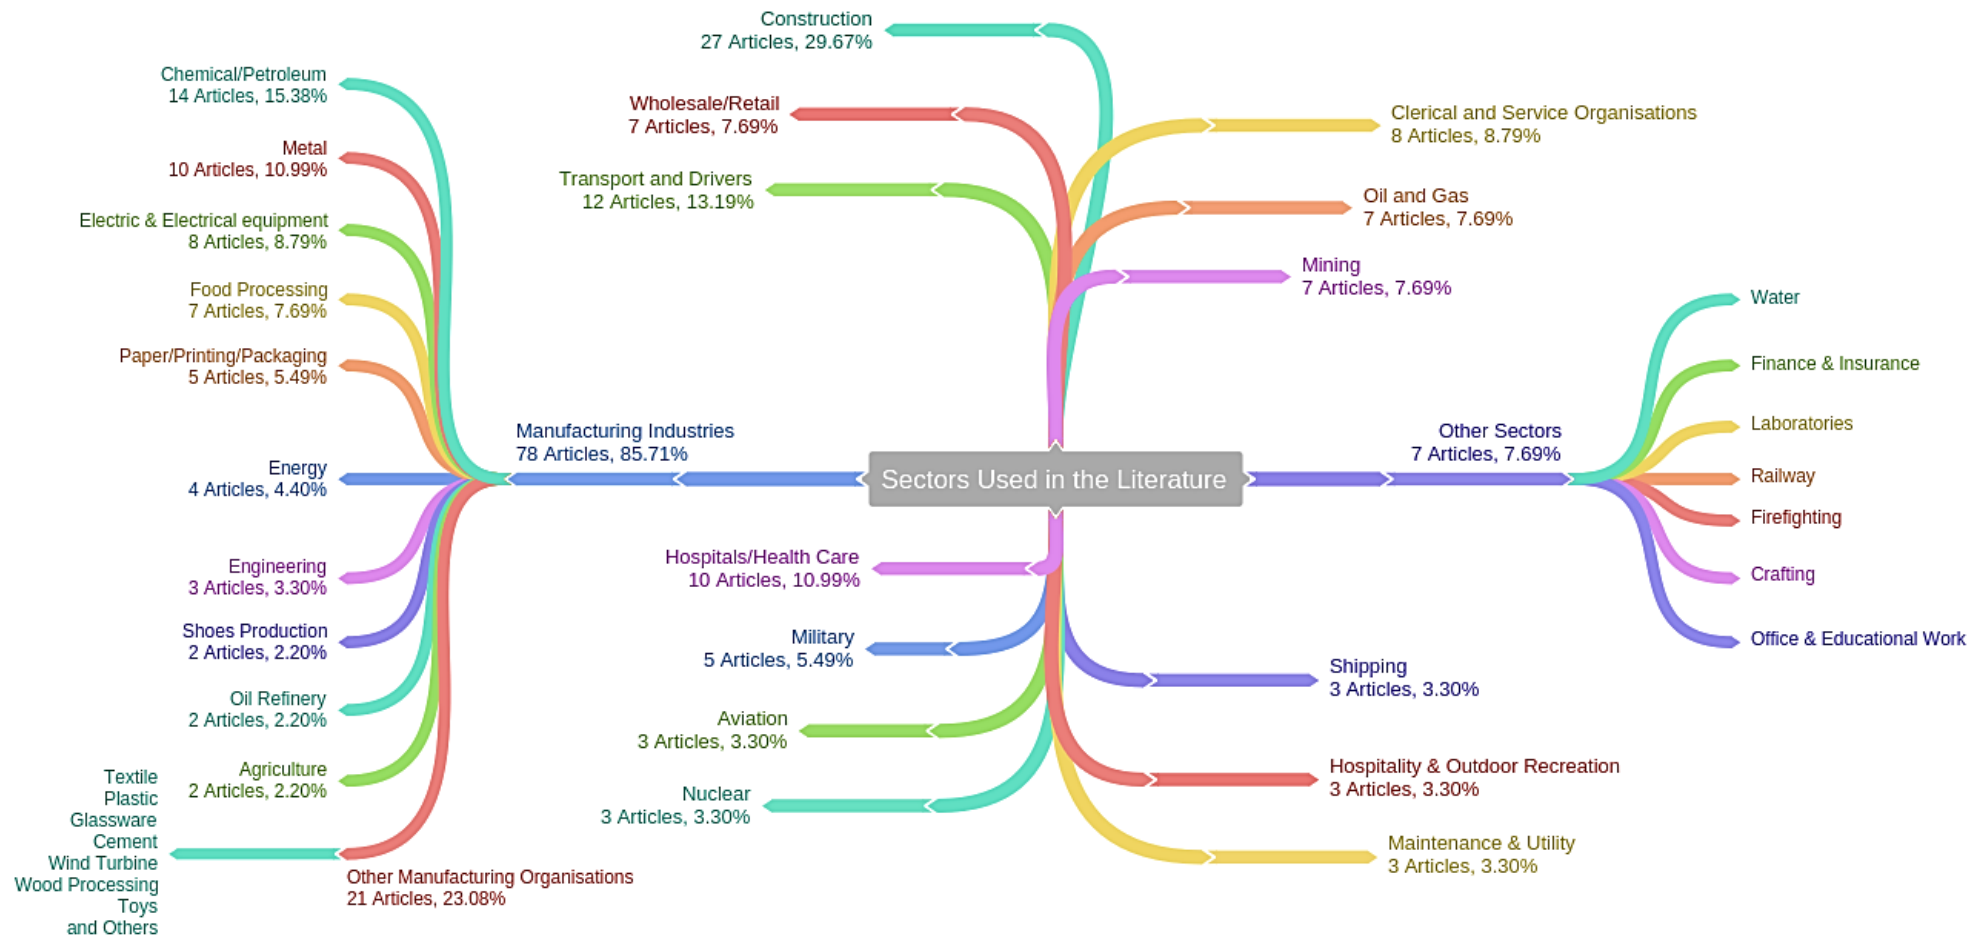 Construction
27 Articles, 29.67%
Chemical/Petroleum
14 Articles, 15.38%
Wholesale/Retail
7 Articles, 7.69%
Clerical and Service Organisations
8 Articles, 8.79%
Metal
10 Articles, 10.99%
Transport and Drivers
12 Articles, 13.19%
Oil and Gas
7 Articles, 7.69%
Electric & Electrical equipment
8 Articles, 8.79%
Mining
7 Articles, 7.69%
Food Processing
7 Articles, 7.69%
Water
Paper/Printing/Packaging
5 Articles, 5.49%
Finance & Insurance
Manufacturing Industries
78 Articles, 85.71%
Other Sectors
7 Articles, 7.69%
Laboratories
Energy
4 Articles, 4.40%
Sectors Used in the Literature
Railway
Firefighting
Engineering
3 Articles, 3.30%
Hospitals/Health Care
10 Articles, 10.99%
Crafting
Shoes Production
2 Articles, 2.20%
Military
5 Articles, 5.49%
Office & Educational Work
Shipping
3 Articles, 3.30%
Oil Refinery
2 Articles, 2.20%
Aviation
3 Articles, 3.30%
Agriculture
2 Articles, 2.20%
Hospitality & Outdoor Recreation
3 Articles, 3.30%
Nuclear
3 Articles, 3.30%
Textile
Plastic
Glassware
Cement
Wind Turbine
Wood Processing
Toys
and Others
Maintenance & Utility
3 Articles, 3.30%
Other Manufacturing Organisations
21 Articles, 23.08%